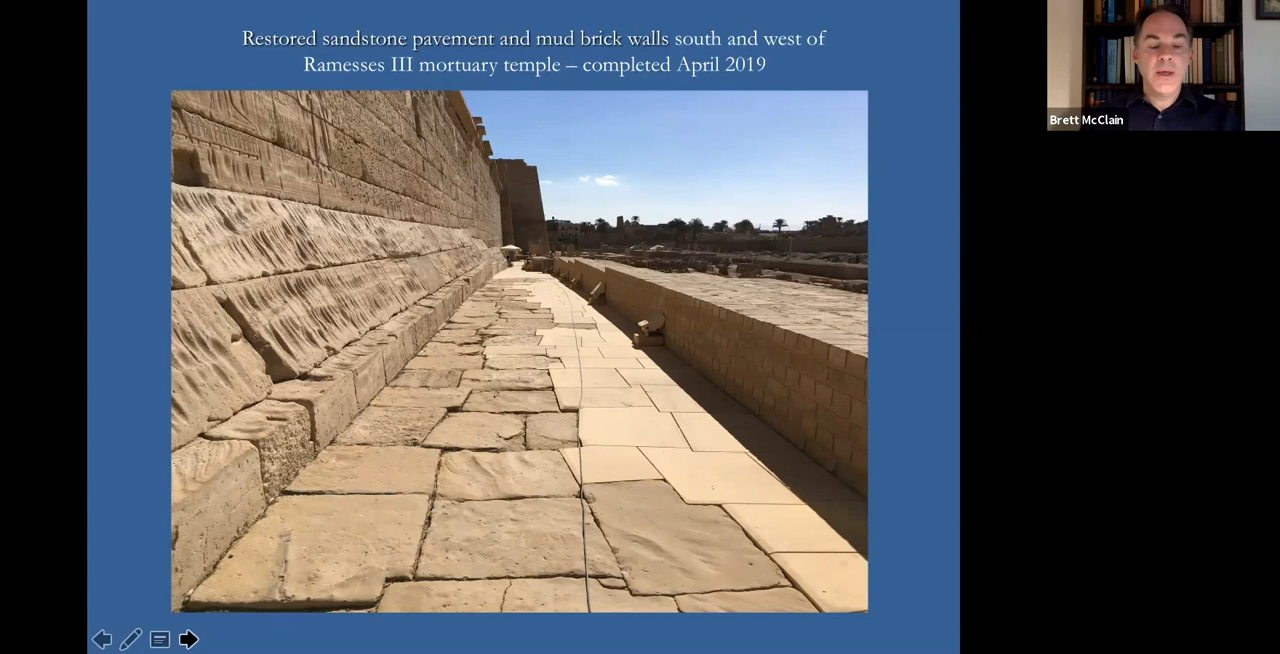 Restored sandstone pavement and mud brick walls south and west of
Ramesses III mortuary temple – completed April 2019
Brett McClain